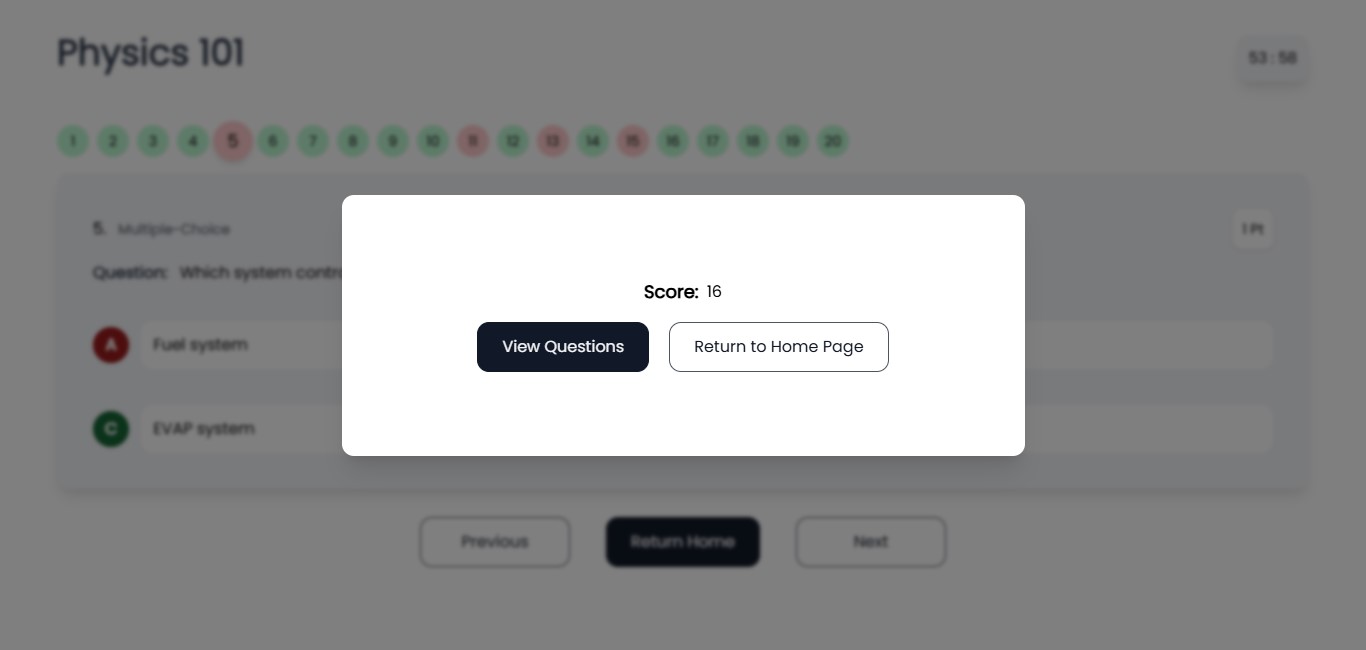 Physics 101
53 : 58
1 2 3 4 5 6 7 8 9 10 11 12 13 14 15 16 17 18 19 20
5. Multiple-Choice
1 Pt
Question: Which system
Score: 16
View Questions
Return to Home Page
A Fuel system
C EVAP system
Previous
Return Home
Next